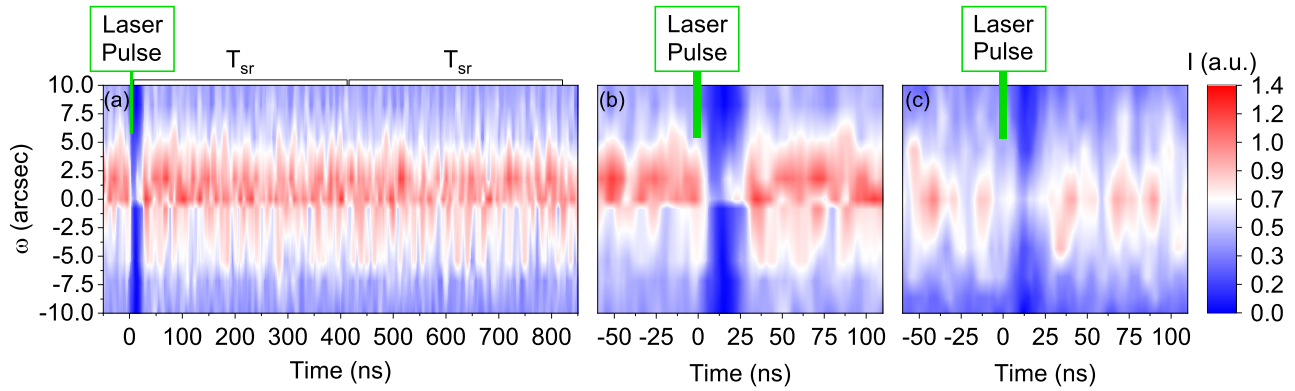 Laser
Pulse
Laser
Pulse
Laser
Pulse
T_sr
T_sr
I (a.u.)
(a)
(b)
(c)
10.0
7.5
5.0
2.5
0.0
-2.5
-5.0
-7.5
-10.0
ω (arcsec)
0 100 200 300 400 500 600 700 800
Time (ns)
-50 -25 0 25 50 75 100
Time (ns)
-50 -25 0 25 50 75 100
Time (ns)
1.4
1.2
1.0
0.9
0.7
0.5
0.3
0.2
0.0